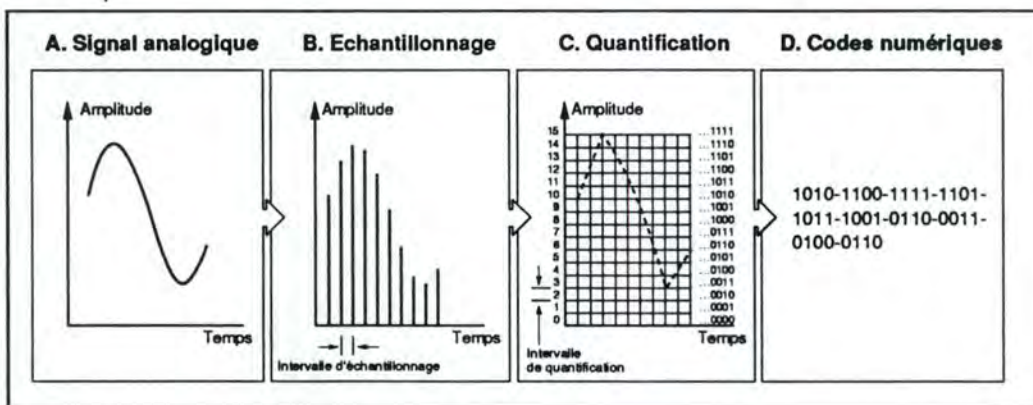 A. Signal analogique
B. Echantillonnage
C. Quantification
D. Codes numériques
Amplitude
Temps
Amplitude
Temps
Intervalle d'échantillonnage
Amplitude
15 ...1111
14 ...1110
13 ...1101
12 ...1100
11 ...1011
10 ...1010
9 ...1001
8 ...1000
7 ...0111
6 ...0110
5 ...0101
4 ...0100
3 ...0011
2 ...0010
1 ...0001
0 ...0000
Temps
Intervalle
de quantification
1010-1100-1111-1101-
1011-1001-0110-0011-
0100-0110